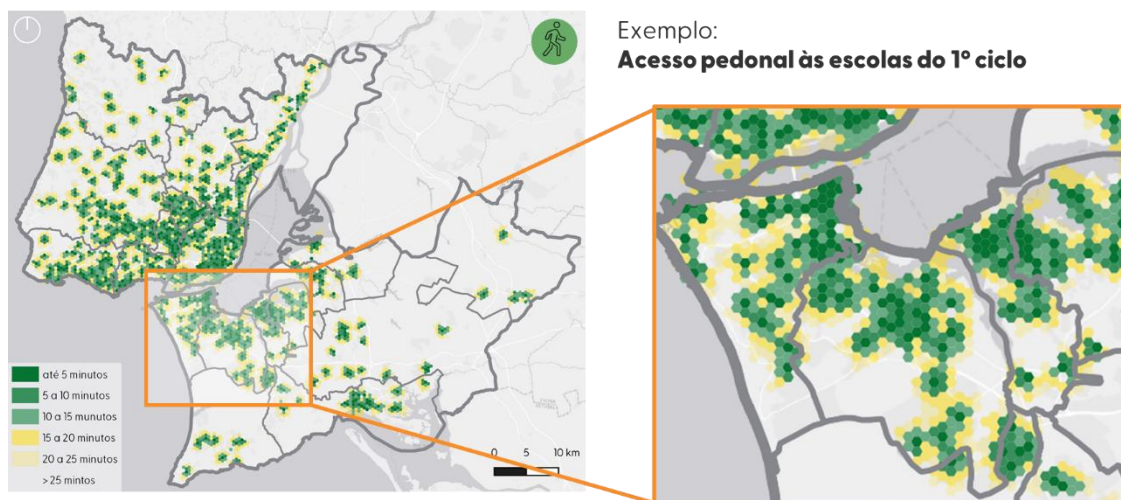 Exemplo:
Acesso pedonal às escolas do 1º ciclo
até 5 minutos
5 a 10 minutos
10 a 15 munutos
15 a 20 minutos
20 a 25 minutos
> 25 mintos
0 5 10 km